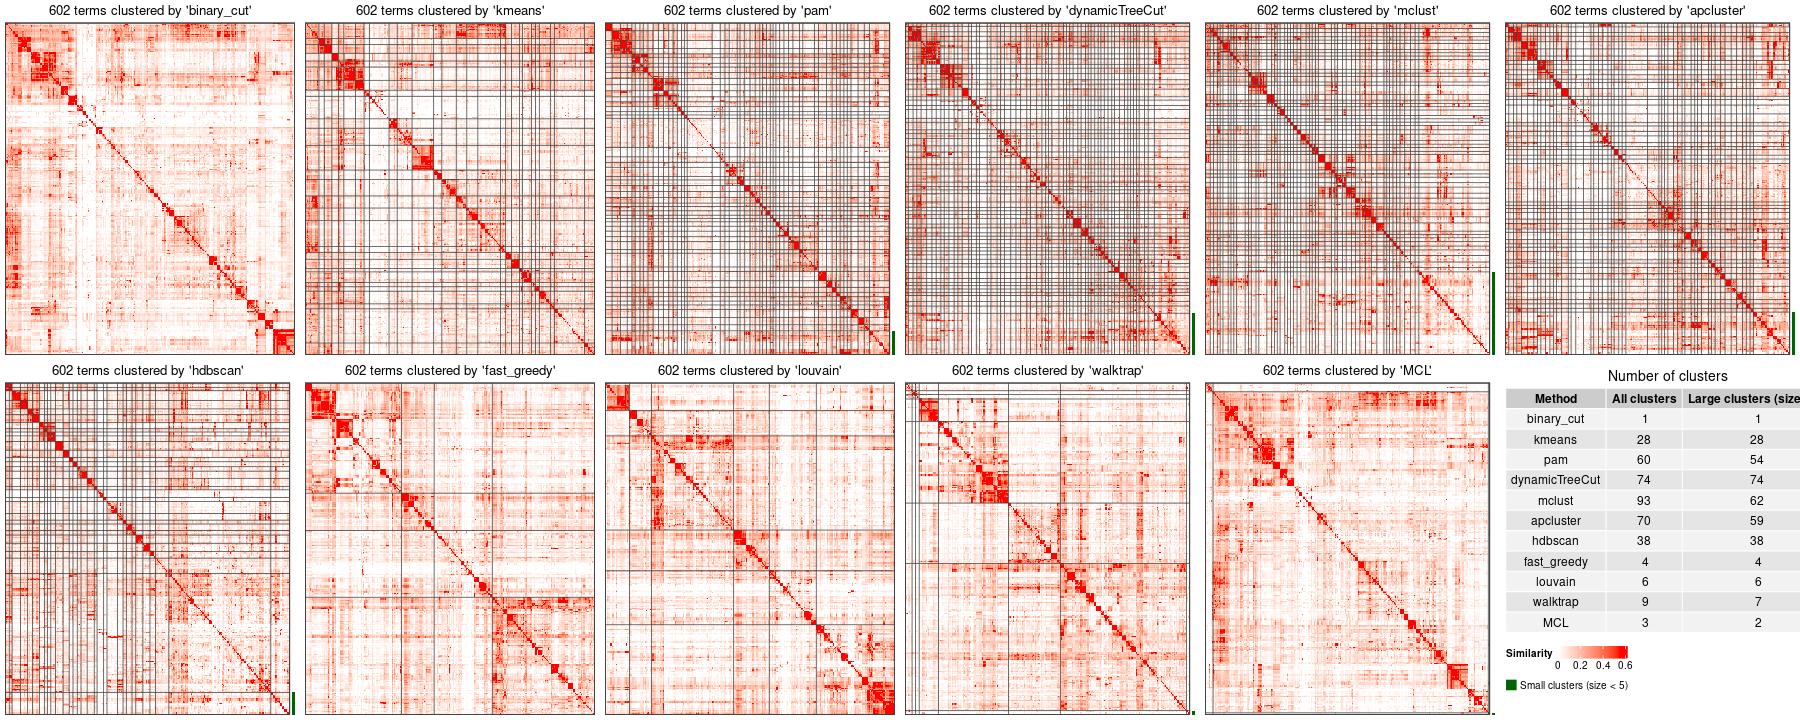 602 terms clustered by 'binary_cut'
602 terms clustered by 'kmeans'
602 terms clustered by 'pam'
602 terms clustered by 'dynamicTreeCut'
602 terms clustered by 'mclust'
602 terms clustered by 'apcluster'
602 terms clustered by 'hdbscan'
602 terms clustered by 'fast_greedy'
602 terms clustered by 'louvain'
602 terms clustered by 'walktrap'
602 terms clustered by 'MCL'
Number of clusters
Method All clusters Large clusters (size
binary_cut 1 1
kmeans 28 28
pam 60 54
dynamicTreeCut 74 74
mclust 93 62
apcluster 70 59
hdbscan 38 38
fast_greedy 4 4
louvain 6 6
walktrap 9 7
MCL 3 2
Similarity
0 0.2 0.4 0.6
Small clusters (size < 5)